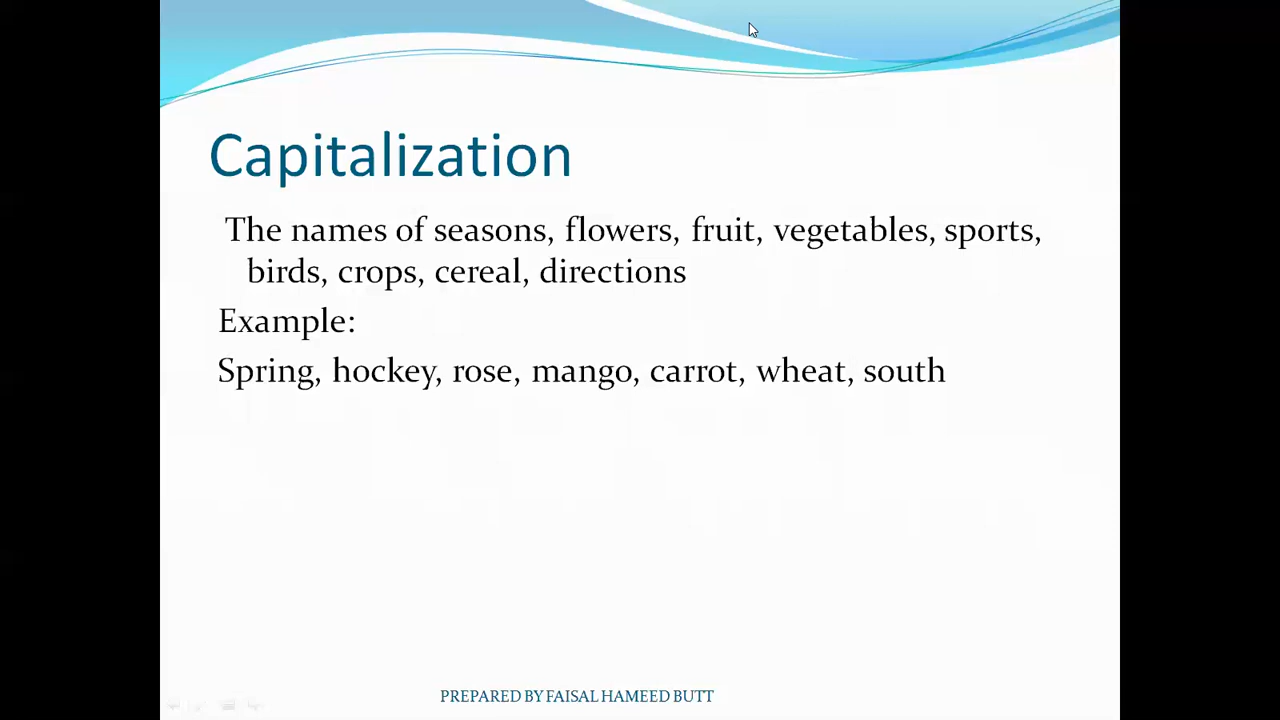 Capitalization
The names of seasons, flowers, fruit, vegetables, sports,
birds, crops, cereal, directions
Example:
Spring, hockey, rose, mango, carrot, wheat, south
PREPARED BY FAISAL HAMEED BUTT